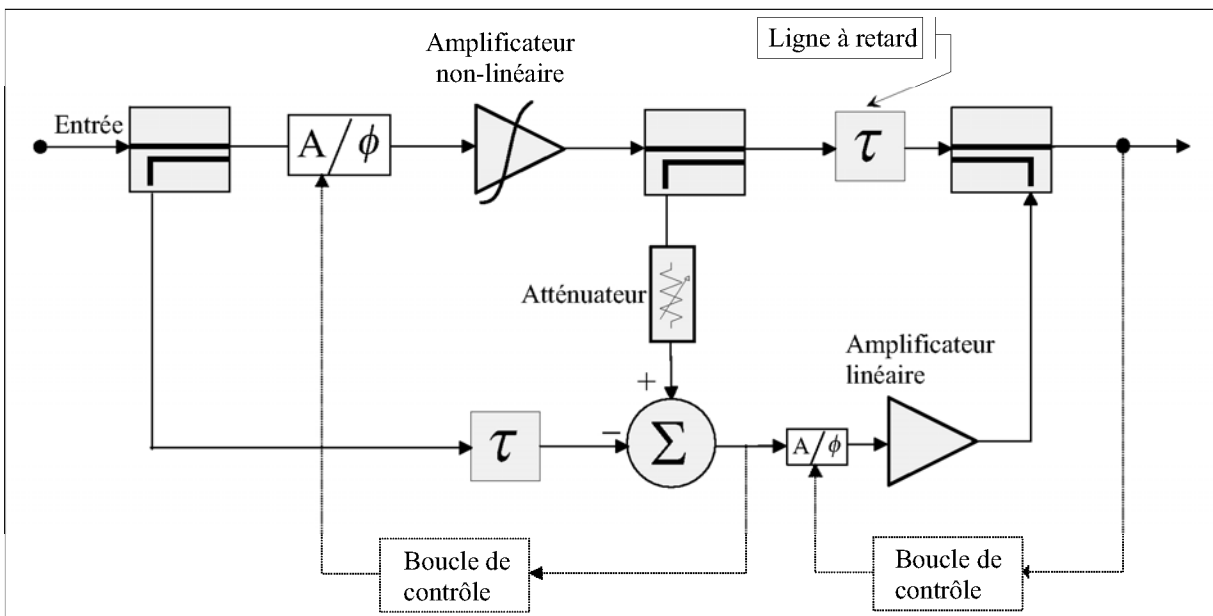 Amplificateur
non-linéaire
Ligne à retard
Entrée
A/ϕ
τ
Atténuateur
+
Amplificateur
linéaire
τ
−
Σ
A/ϕ
Boucle de
contrôle
Boucle de
contrôle